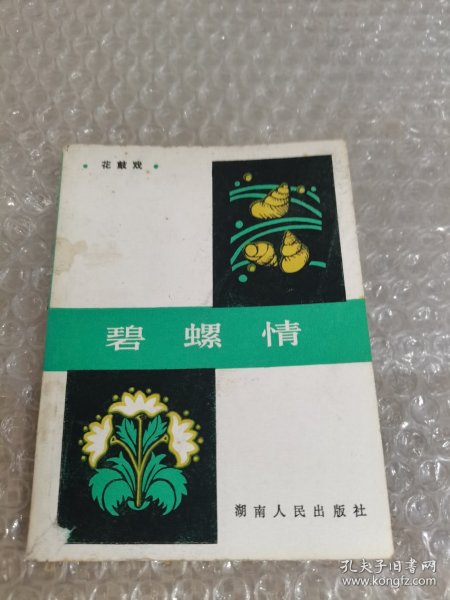 • 花鼓戏 •
碧螺情
湖南人民出版社
孔夫子旧书网
www.kongfz.com